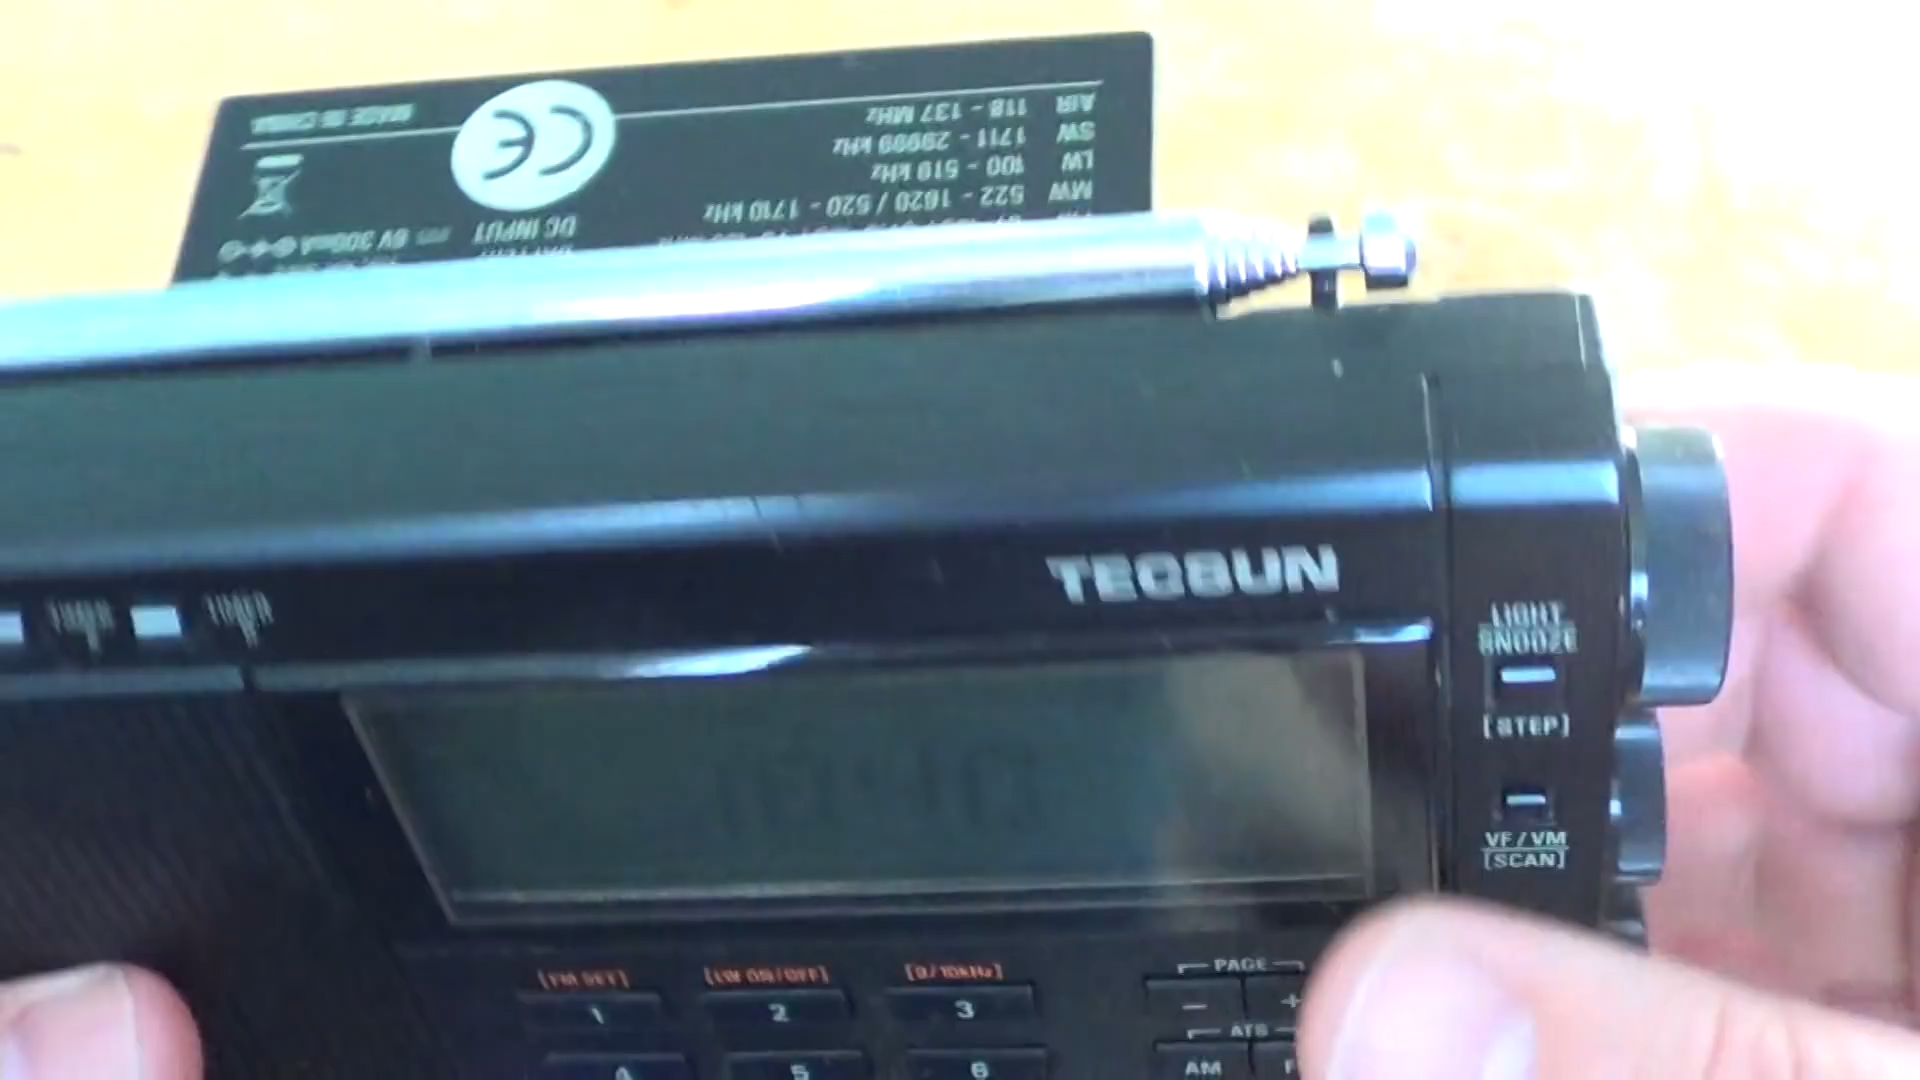 MADE IN CHINA
AIR 118 - 137 MHz
SW 1711 - 29999 kHz
LW 100 - 519 kHz
MW 522 - 1620 / 520 - 1710 kHz
CE
DC INPUT
6V 300mA
TECSUN
TIMER
LIGHT
SNOOZE
[STEP]
VF/VM
[SCAN]
10:40
[FM SET] [LW ON/OFF] [9/10kHz]
1 2 3
PAGE
- +
ATS
4 5 6
AM